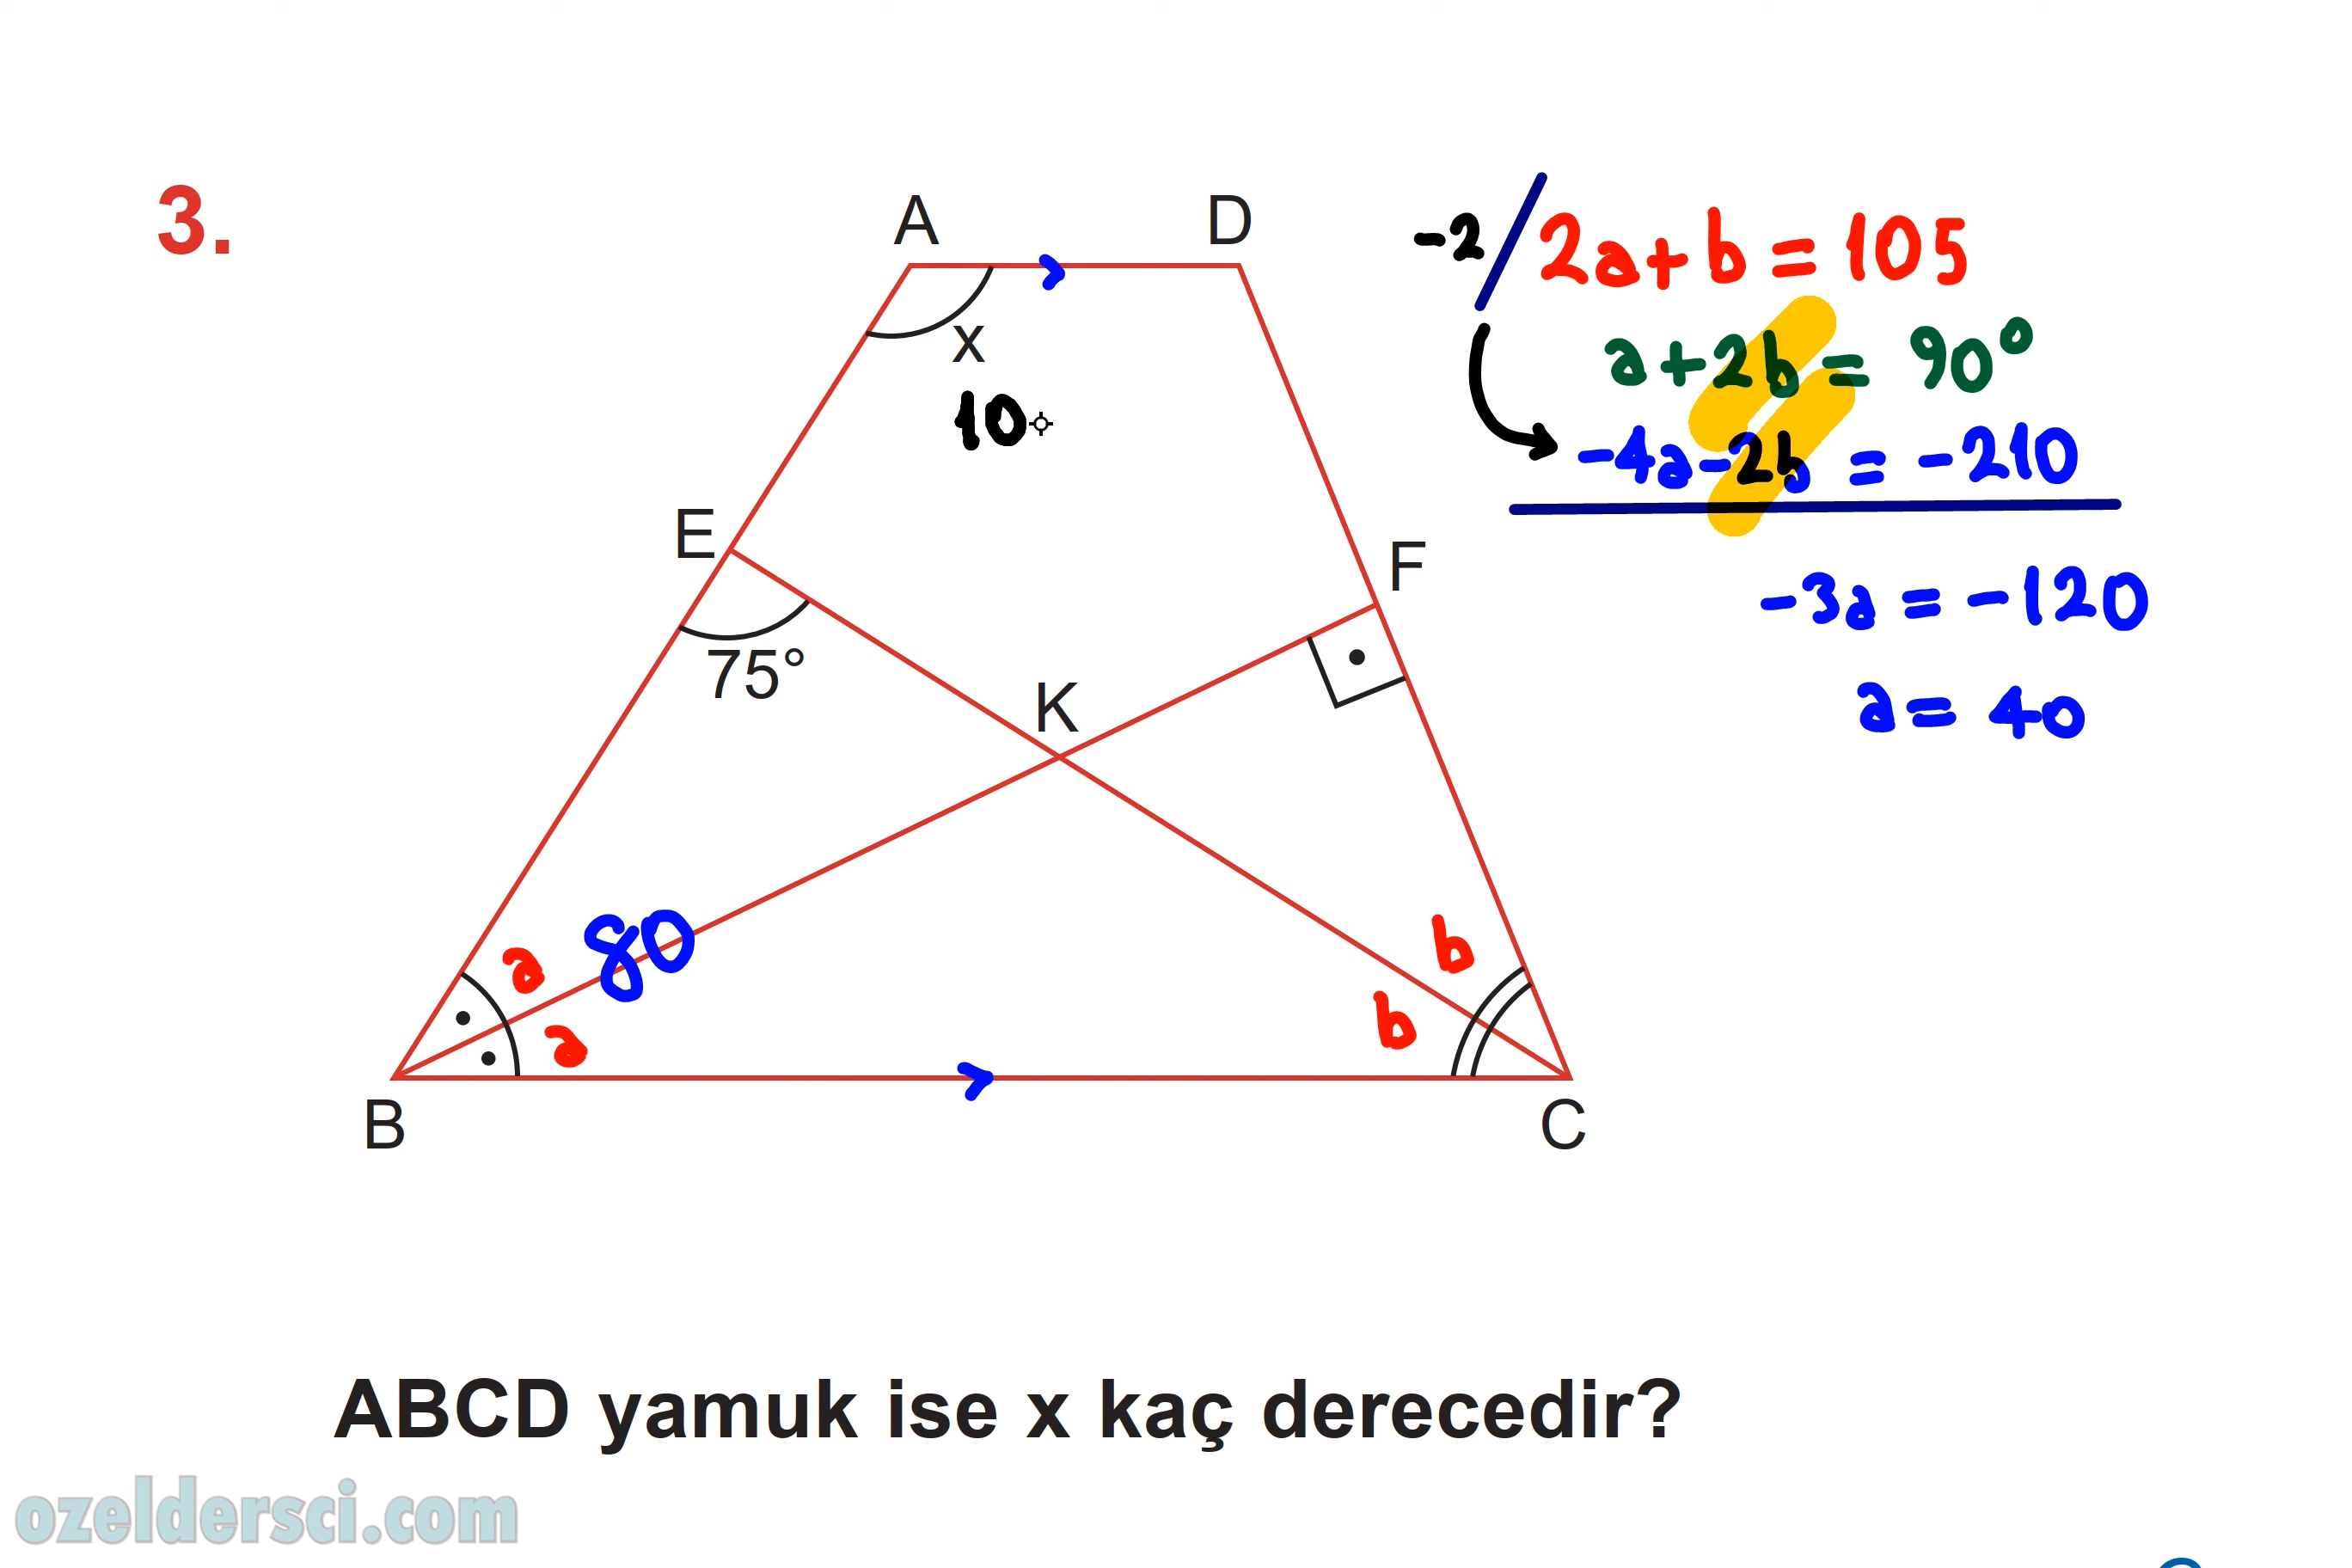 3.
A
D
-2 / 2a+b=105
x
a+2b=90°
10
-4a-2b=-210
E
F
-3a=-120
75°
K
a=40
a
80
b
a
b
B
C
ABCD yamuk ise x kaç derecedir?
ozeldersci.com